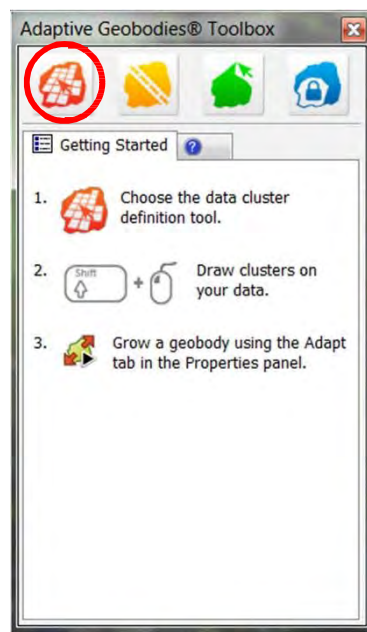 Adaptive Geobodies® Toolbox
Getting Started
1. Choose the data cluster
definition tool.
2. Shift + Draw clusters on
your data.
3. Grow a geobody using the Adapt
tab in the Properties panel.